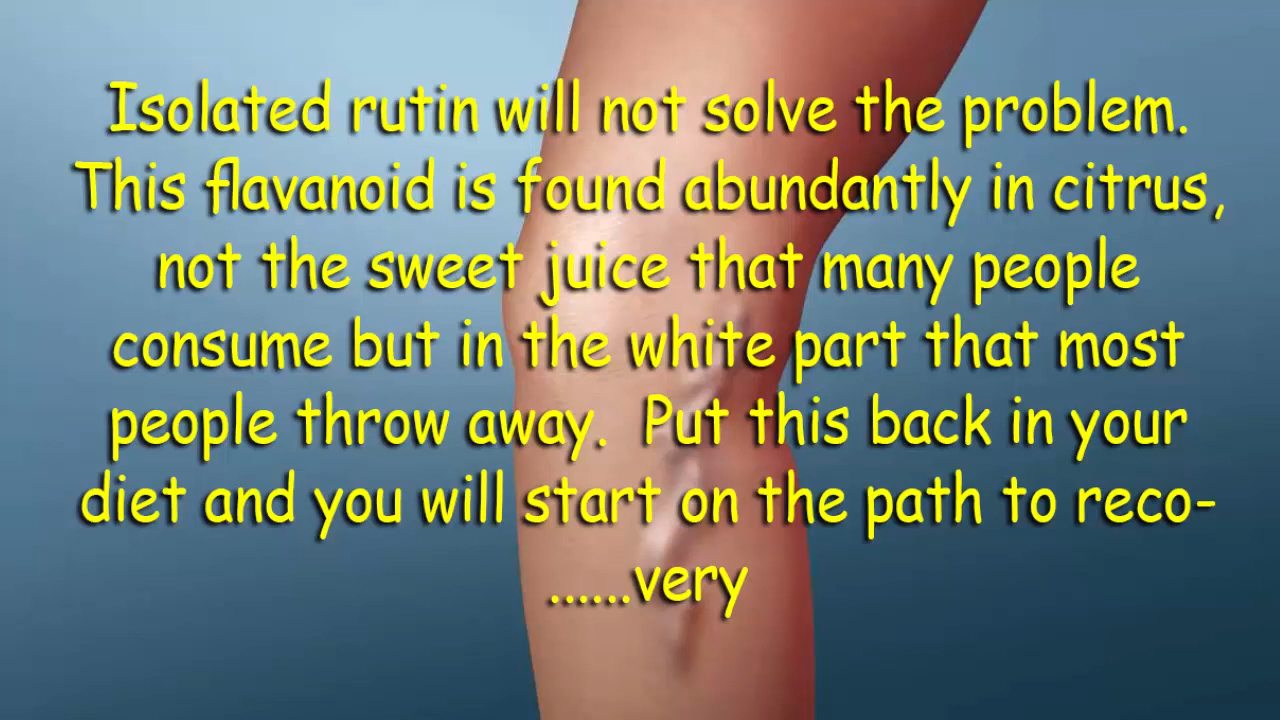 Isolated rutin will not solve the problem.
This flavanoid is found abundantly in citrus,
not the sweet juice that many people
consume but in the white part that most
people throw away.  Put this back in your
diet and you will start on the path to reco-
......very